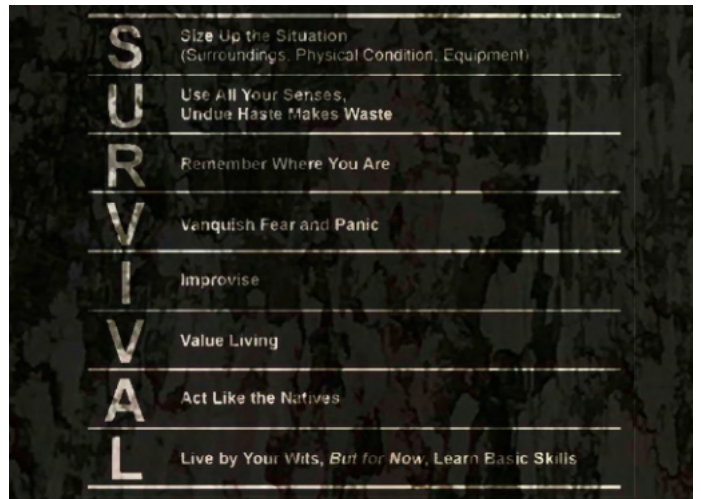 S
Size Up the Situation
(Surroundings, Physical Condition, Equipment)
U
Use All Your Senses,
Undue Haste Makes Waste
R
Remember Where You Are
V
Vanquish Fear and Panic
I
Improvise
V
Value Living
A
Act Like the Natives
L
Live by Your Wits, But for Now, Learn Basic Skills